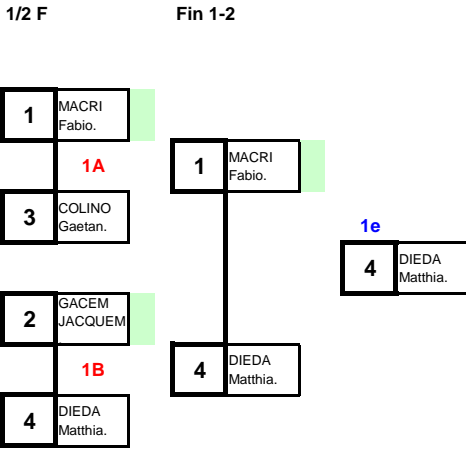 1/2 F
Fin 1-2
1
MACRI
Fabio.
1A
3
COLINO
Gaetan.
2
GACEM
JACQUEM
1B
4
DIEDA
Matthia.
1
MACRI
Fabio.
4
DIEDA
Matthia.
1e
4
DIEDA
Matthia.